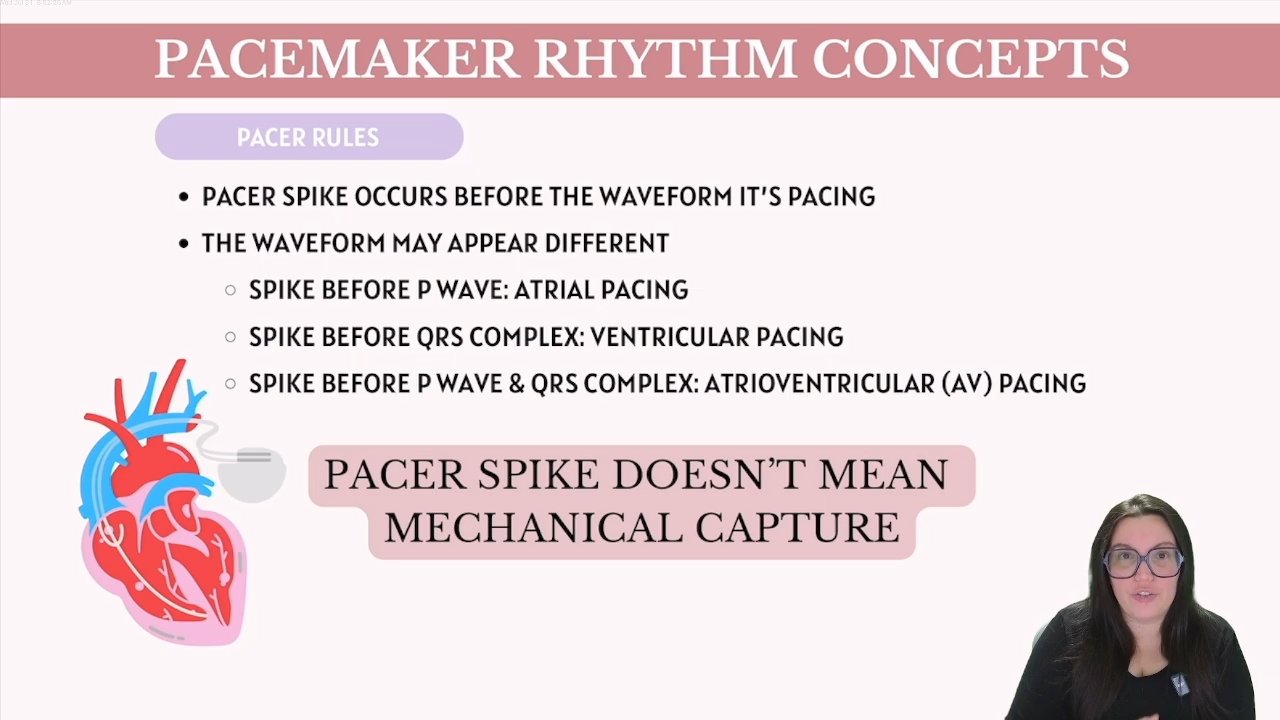 PACEMAKER RHYTHM CONCEPTS
PACER RULES
PACER SPIKE OCCURS BEFORE THE WAVEFORM IT'S PACING
THE WAVEFORM MAY APPEAR DIFFERENT
SPIKE BEFORE P WAVE: ATRIAL PACING
SPIKE BEFORE QRS COMPLEX: VENTRICULAR PACING
SPIKE BEFORE P WAVE & QRS COMPLEX: ATRIOVENTRICULAR (AV) PACING
PACER SPIKE DOESN'T MEAN
MECHANICAL CAPTURE